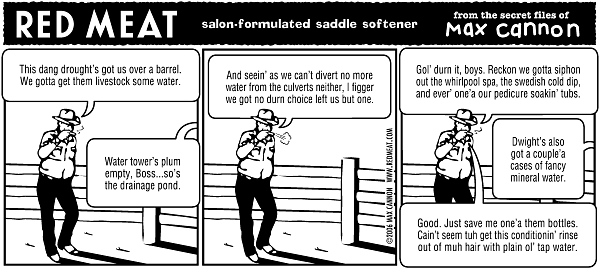 RED MEAT
salon-formulated saddle softener
from the secret files of
max cannon
This dang drought's got us over a barrel.
We gotta get them livestock some water.
Water tower's plum
empty, Boss...so's
the drainage pond.
And seein' as we can't divert no more
water from the culverts neither, I figger
we got no durn choice left us but one.
©2006 MAX CANNON WWW.REDMEAT.COM
Gol' durn it, boys. Reckon we gotta siphon
out the whirlpool spa, the swedish cold dip,
and ever' one'a our pedicure soakin' tubs.
Dwight's also
got a couple'a
cases of fancy
mineral water.
Good. Just save me one'a them bottles.
Cain't seem tuh get this conditionin' rinse
out of muh hair with plain ol' tap water.